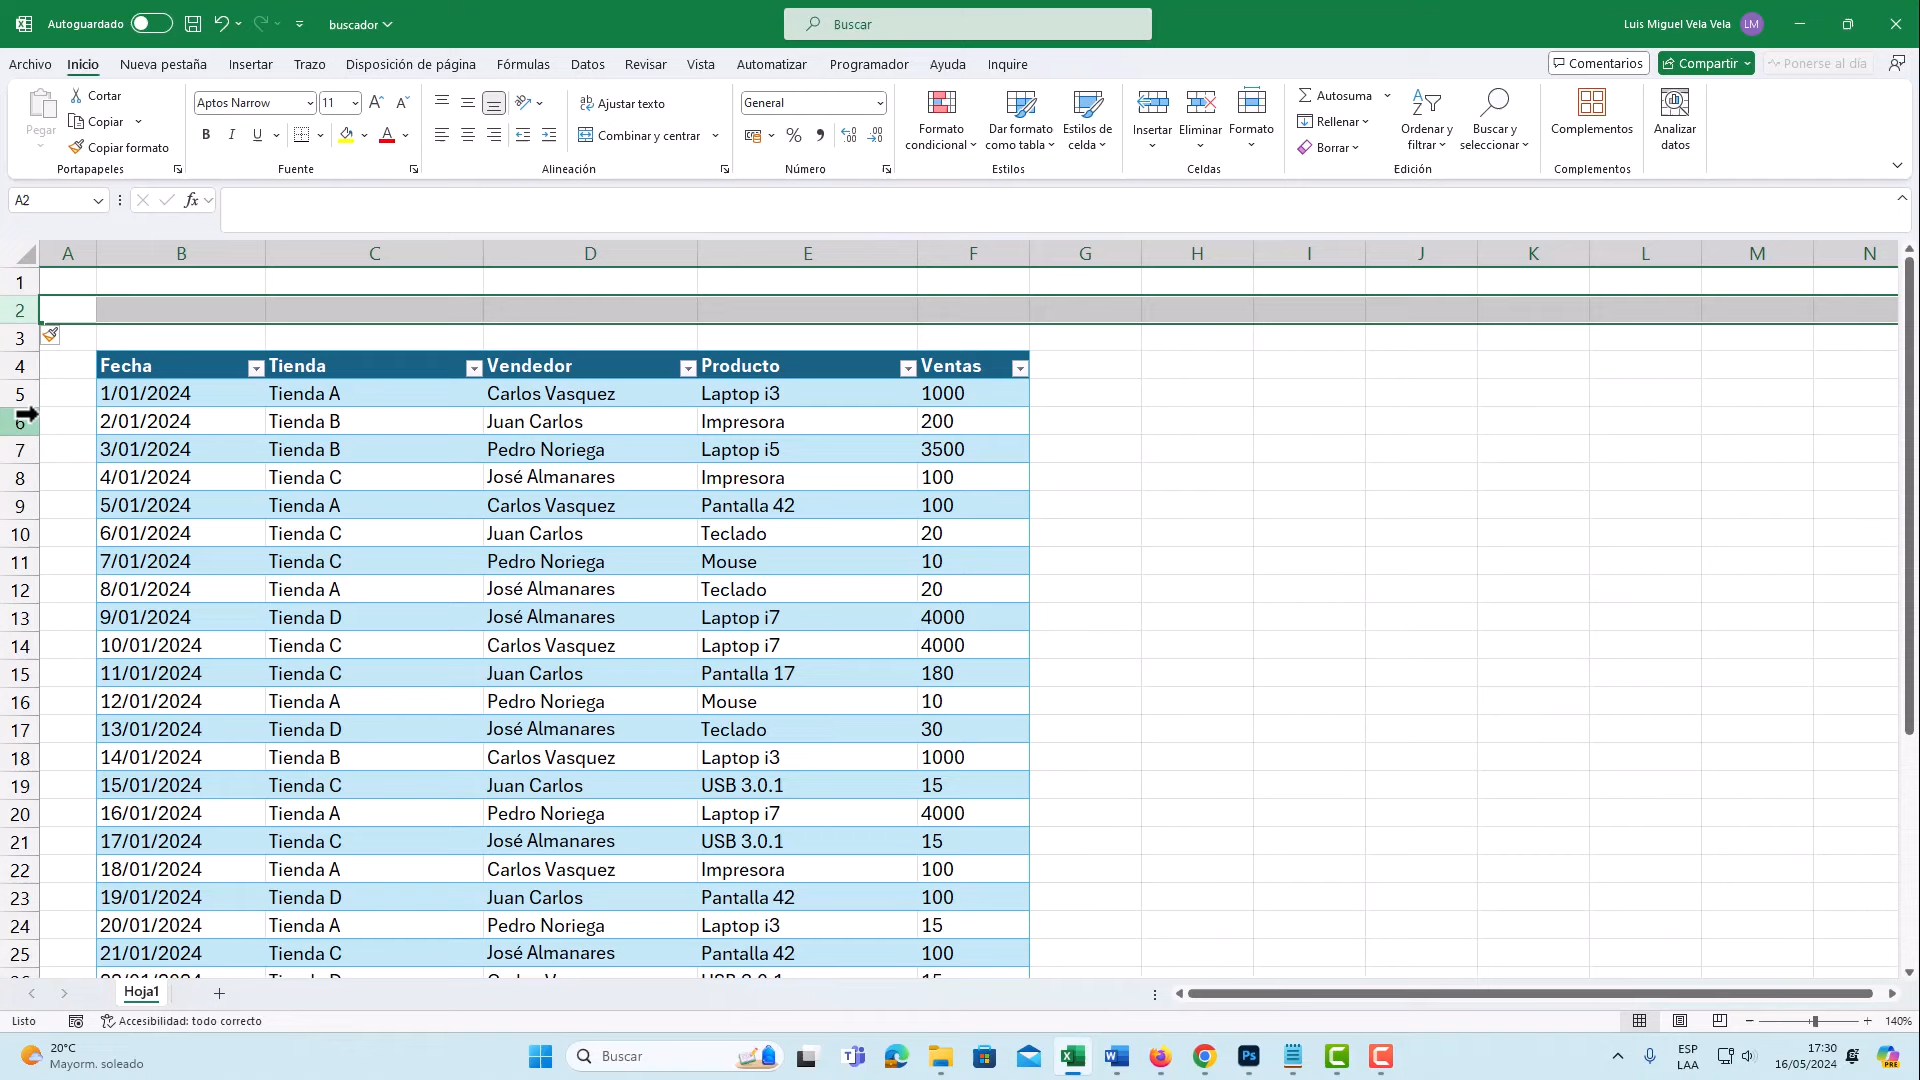 Autoguardado
buscador
Buscar
Luis Miguel Vela Vela
LM
Archivo Inicio Nueva pestaña Insertar Trazo Disposición de página Fórmulas Datos Revisar Vista Automatizar Programador Ayuda Inquire
Comentarios
Compartir
Ponerse al día
Pegar
Cortar
Copiar
Copiar formato
Portapapeles
Aptos Narrow 11
N K S
Fuente
Ajustar texto
Combinar y centrar
Alineación
General
Número
Formato condicional
Dar formato como tabla
Estilos de celda
Estilos
Insertar
Eliminar
Formato
Celdas
Autosuma
Rellenar
Borrar
Ordenar y filtrar
Buscar y seleccionar
Edición
Complementos
Complementos
Analizar datos
A2
fx
A B C D E F G H I J K L M N
1
2
3
4 Fecha Tienda Vendedor Producto Ventas
5 1/01/2024 Tienda A Carlos Vasquez Laptop i3 1000
6 2/01/2024 Tienda B Juan Carlos Impresora 200
7 3/01/2024 Tienda B Pedro Noriega Laptop i5 3500
8 4/01/2024 Tienda C José Almanares Impresora 100
9 5/01/2024 Tienda A Carlos Vasquez Pantalla 42 100
10 6/01/2024 Tienda C Juan Carlos Teclado 20
11 7/01/2024 Tienda C Pedro Noriega Mouse 10
12 8/01/2024 Tienda A José Almanares Teclado 20
13 9/01/2024 Tienda D José Almanares Laptop i7 4000
14 10/01/2024 Tienda C Carlos Vasquez Laptop i7 4000
15 11/01/2024 Tienda C Juan Carlos Pantalla 17 180
16 12/01/2024 Tienda A Pedro Noriega Mouse 10
17 13/01/2024 Tienda D José Almanares Teclado 30
18 14/01/2024 Tienda B Carlos Vasquez Laptop i3 1000
19 15/01/2024 Tienda C Juan Carlos USB 3.0.1 15
20 16/01/2024 Tienda A Pedro Noriega Laptop i7 4000
21 17/01/2024 Tienda C José Almanares USB 3.0.1 15
22 18/01/2024 Tienda A Carlos Vasquez Impresora 100
23 19/01/2024 Tienda D Juan Carlos Pantalla 42 100
24 20/01/2024 Tienda A Pedro Noriega Laptop i3 15
25 21/01/2024 Tienda C José Almanares Pantalla 42 100
Hoja1
Listo
Accesibilidad: todo correcto
140%
20°C
Mayorm. soleado
Buscar
ESP
LAA
17:30
16/05/2024